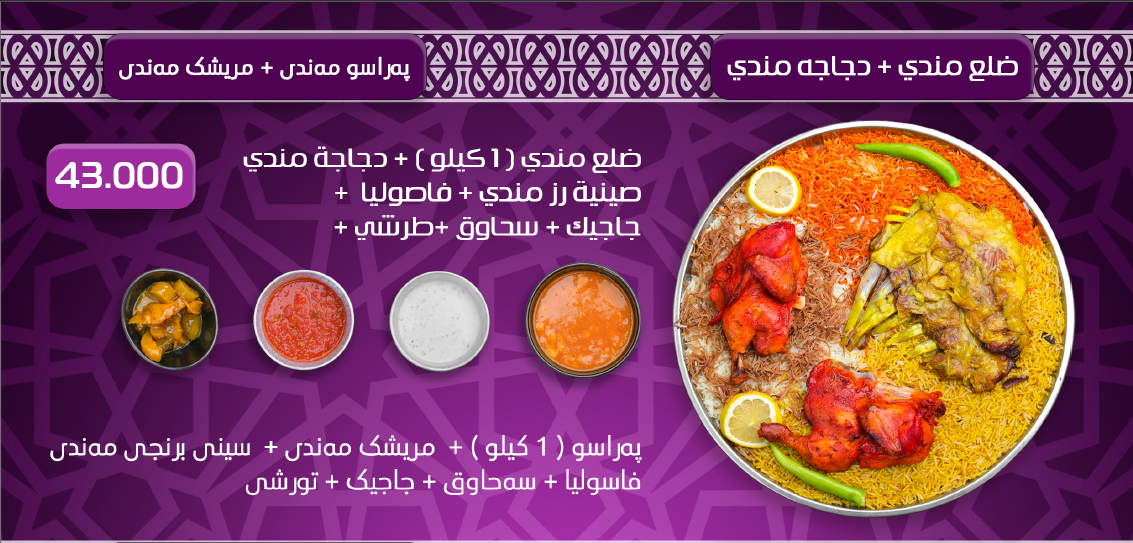 ضلع مندي + دجاجه مندي
پەراسو مەندی + مریشک مەندی
43.000
ضلع مندي ( 1 كيلو ) + دجاجة مندي
صينية رز مندي + فاصوليا +
جاجيك + سحاوق +طرشي +
پەراسو ( 1 کیلو ) + مریشک مەندی + سینی برنجی مەندی
فاسولیا + سەحاوق + جاجیک + تورشی